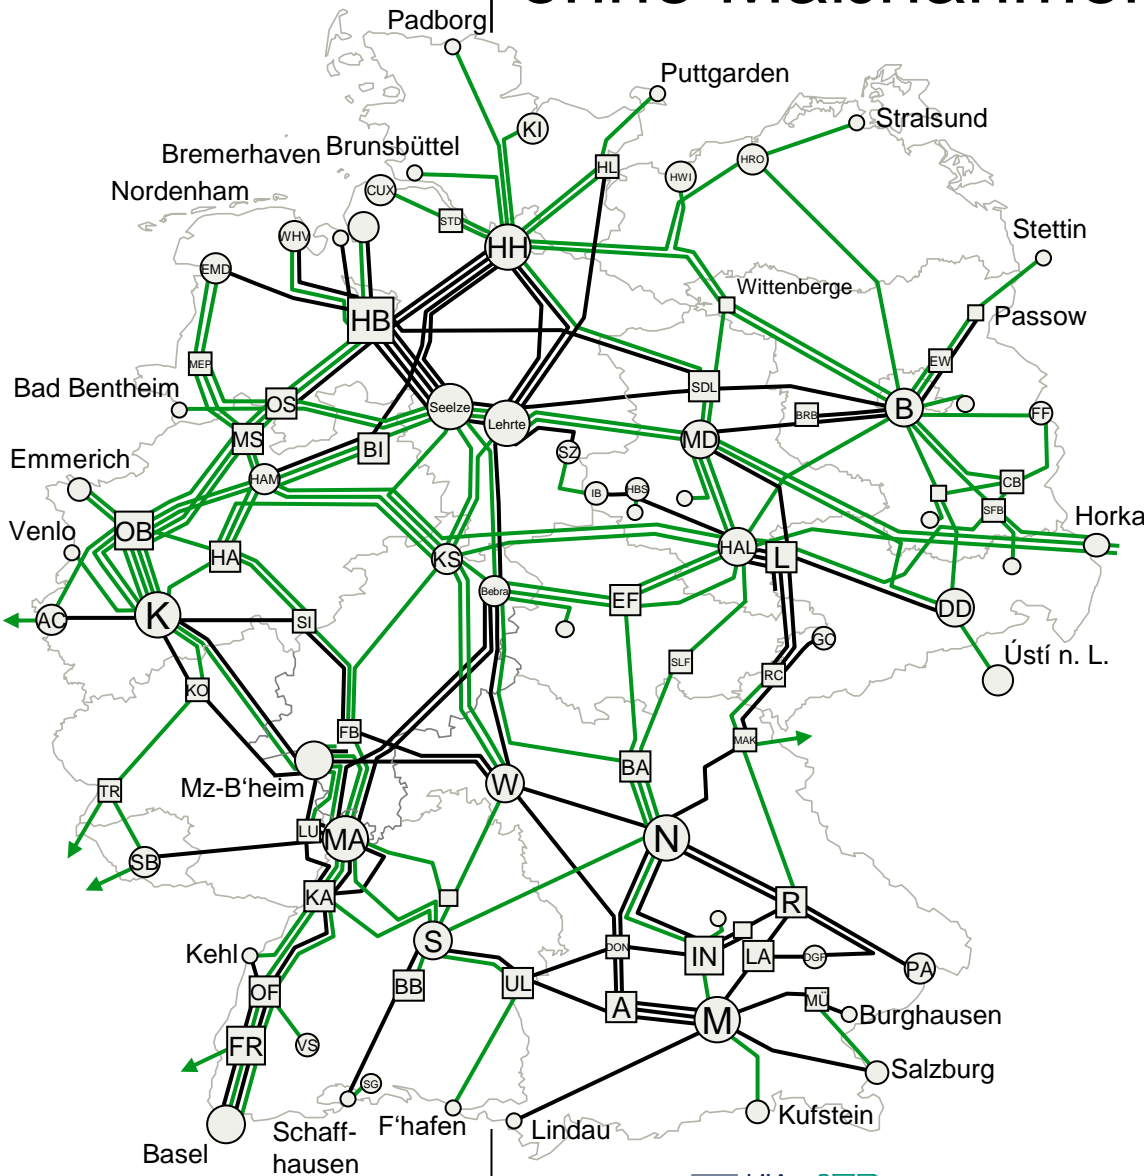 Padborg
Puttgarden
KI
Stralsund
Brunsbüttel
Bremerhaven
HRO
HL
HWI
Nordenham
CUX
STD
Stettin
WHV
HH
EMD
Wittenberge
HB
Passow
EW
MEP
Bad Bentheim
SDL
OS
Seelze
B
BRB
FF
Lehrte
MS
MD
BI
SZ
Emmerich
HAM
CB
IB
HBS
SFB
Horka
Venlo
OB
HAL
HA
KS
L
Bebra
EF
DD
K
AC
SI
GC
Ústí n. L.
SLF
RC
KO
FB
MAK
Mz-B‘heim
BA
W
TR
LU
MA
N
SB
KA
R
S
DON
Kehl
IN
LA
DGF
PA
BB
UL
OF
MÜ
A
M
Burghausen
FR
VS
Salzburg
SG
F‘hafen
Kufstein
Lindau
Schaff-
hausen
Basel